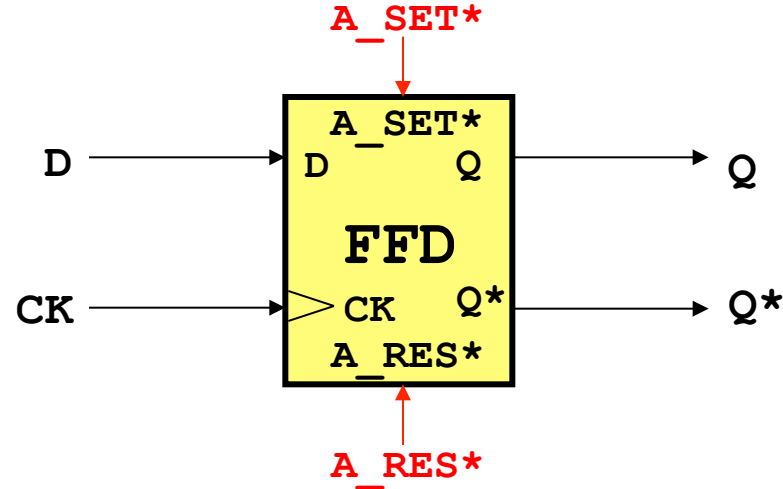 A_SET*
A_SET*
D D Q Q
FFD
CK CK Q* Q*
A_RES*
A_RES*